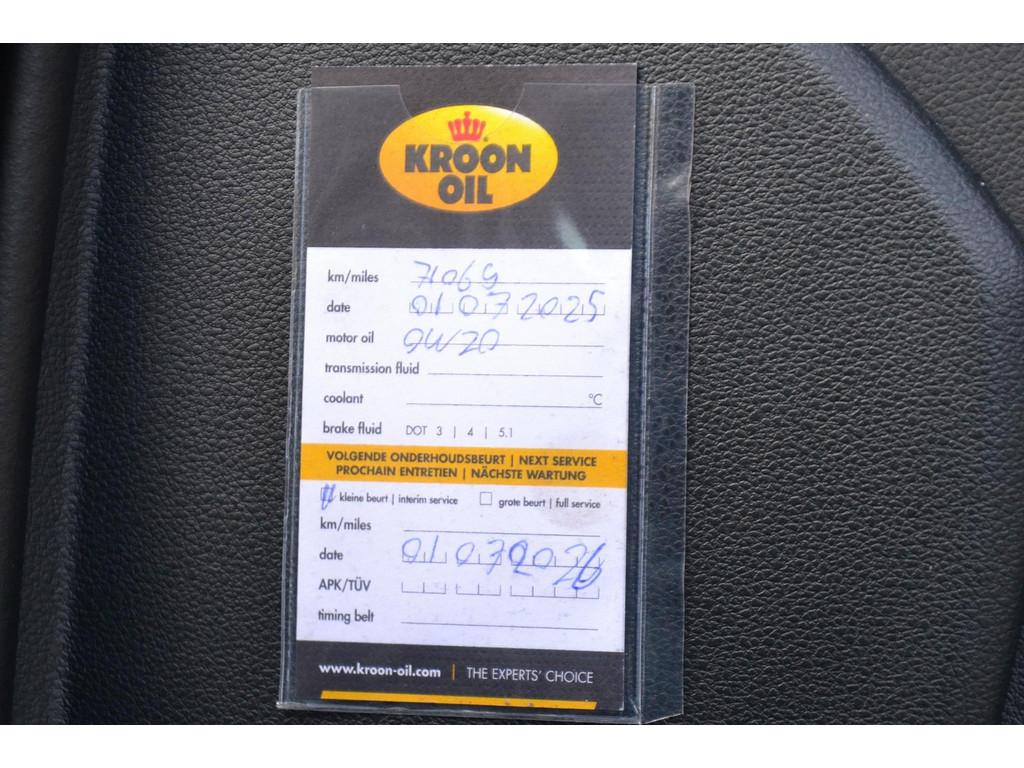 KROON
OIL
km/miles 71069
date 01 07 2025
motor oil 0W20
transmission fluid
coolant °C
brake fluid DOT 3 | 4 | 5.1
VOLGENDE ONDERHOUDSBEURT | NEXT SERVICE
PROCHAIN ENTRETIEN | NÄCHSTE WARTUNG
kleine beurt | interim service grote beurt | full service
km/miles
date 01 07 2026
APK/TÜV
timing belt
www.kroon-oil.com | THE EXPERTS' CHOICE